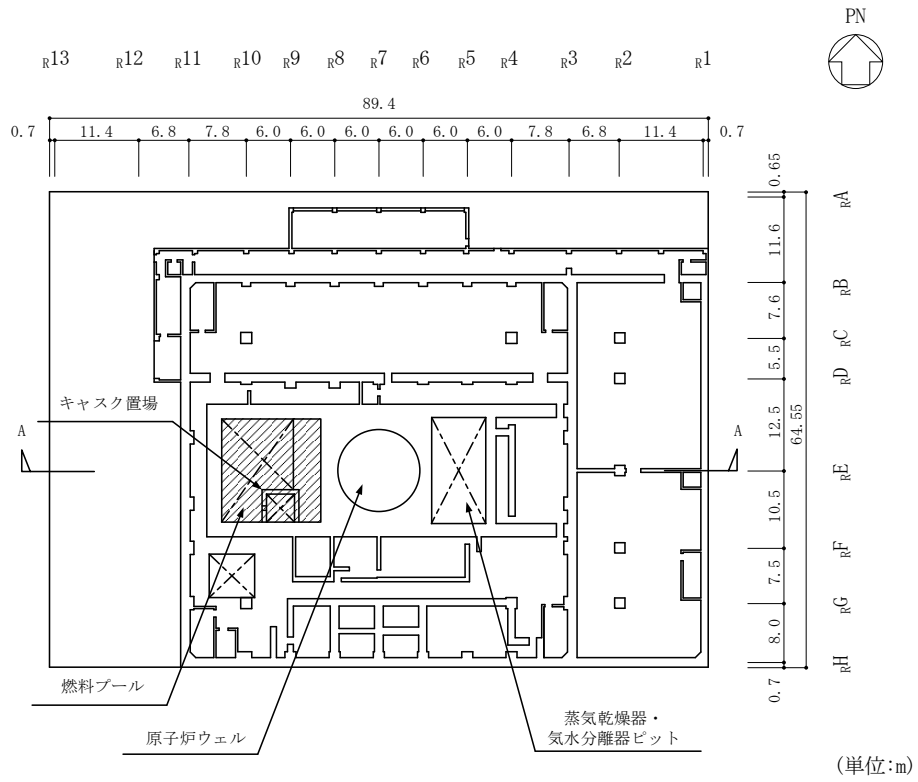 PN
R13 R12 R11 R10 R9 R8 R7 R6 R5 R4 R3 R2 R1
89.4
0.7 11.4 6.8 7.8 6.0 6.0 6.0 6.0 6.0 6.0 7.8 6.8 11.4 0.7
0.65
RA
11.6
RB
7.6
RC
5.5
RD
キャスク置場
12.5
64.55
A A
RE
10.5
RF
7.5
RG
8.0
RH
0.7
燃料プール
原子炉ウェル
蒸気乾燥器・
気水分離器ピット
(単位:m)